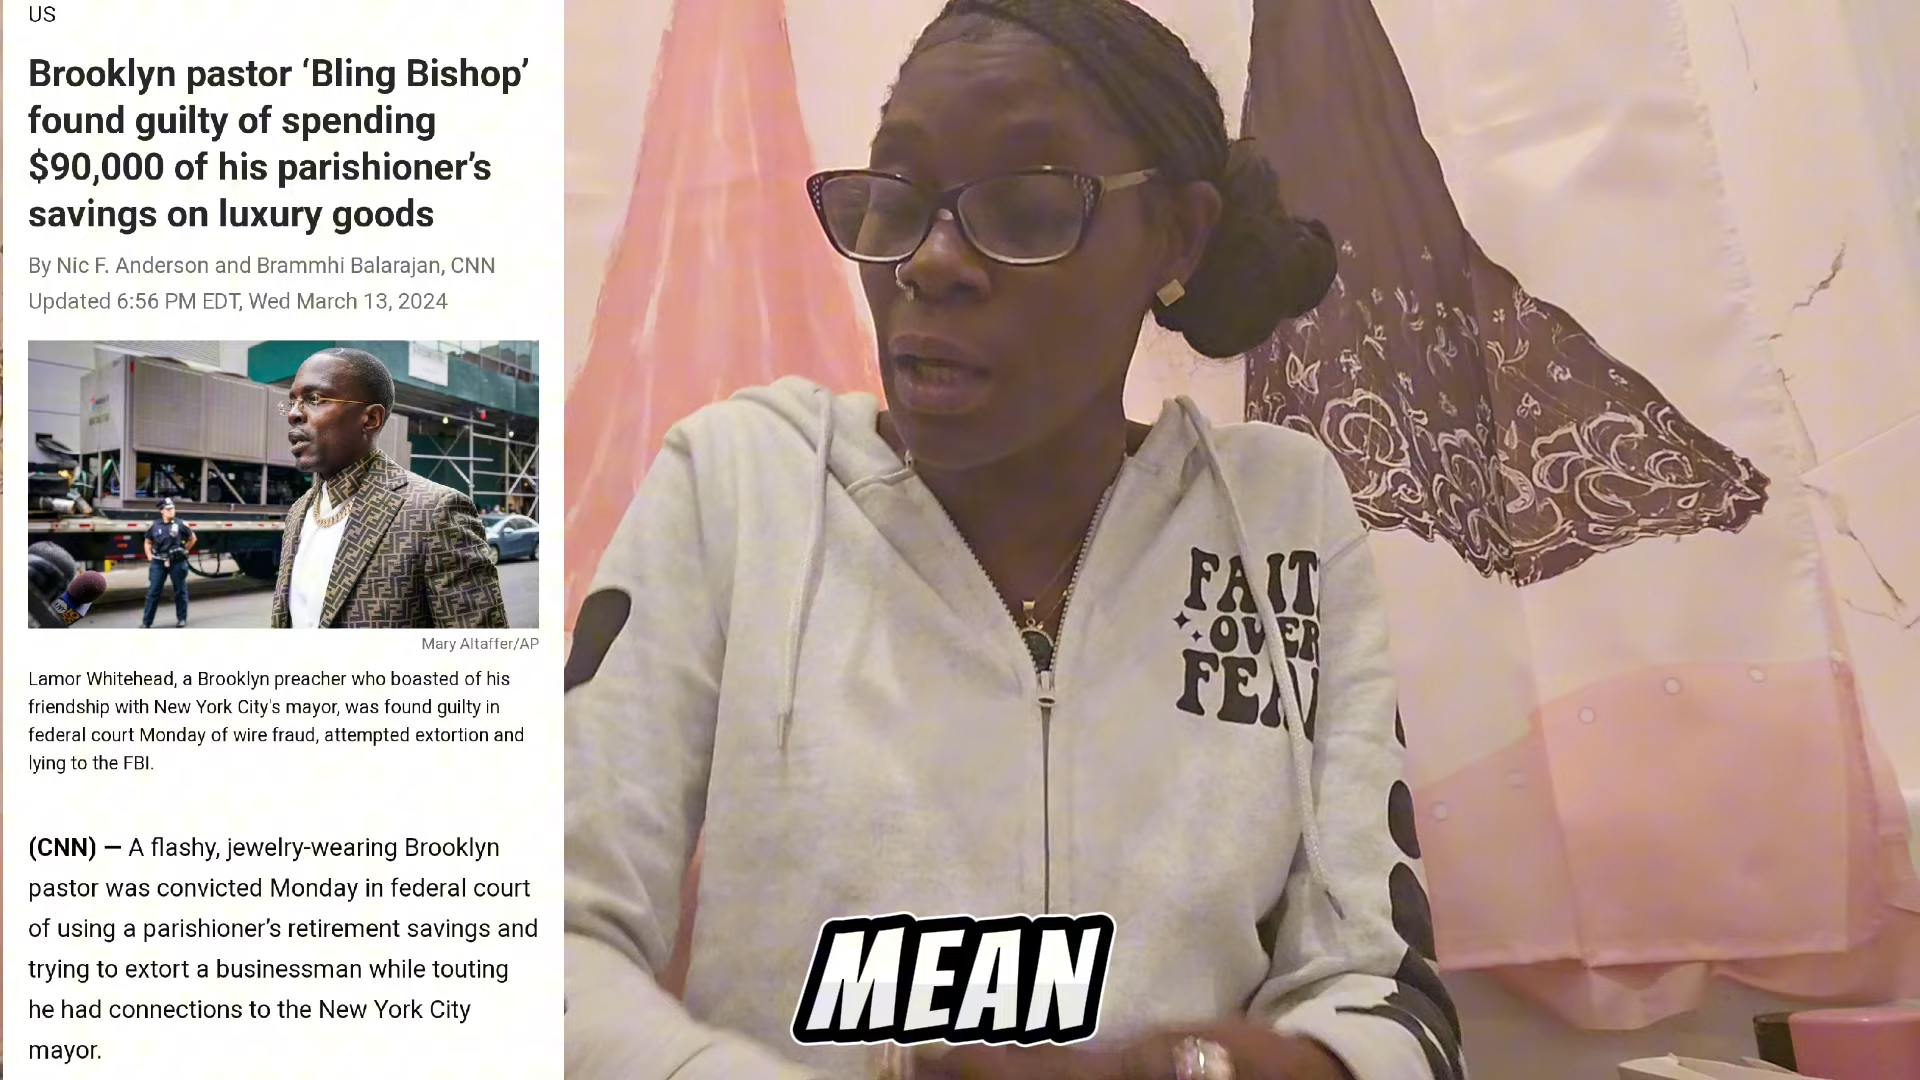 US
Brooklyn pastor ‘Bling Bishop’
found guilty of spending
$90,000 of his parishioner’s
savings on luxury goods
By Nic F. Anderson and Brammhi Balarajan, CNN
Updated 6:56 PM EDT, Wed March 13, 2024
Mary Altaffer/AP
Lamor Whitehead, a Brooklyn preacher who boasted of his
friendship with New York City's mayor, was found guilty in
federal court Monday of wire fraud, attempted extortion and
lying to the FBI.
(CNN) — A flashy, jewelry-wearing Brooklyn
pastor was convicted Monday in federal court
of using a parishioner’s retirement savings and
trying to extort a businessman while touting
he had connections to the New York City
mayor.
FAIT
OVER
FEA
MEAN